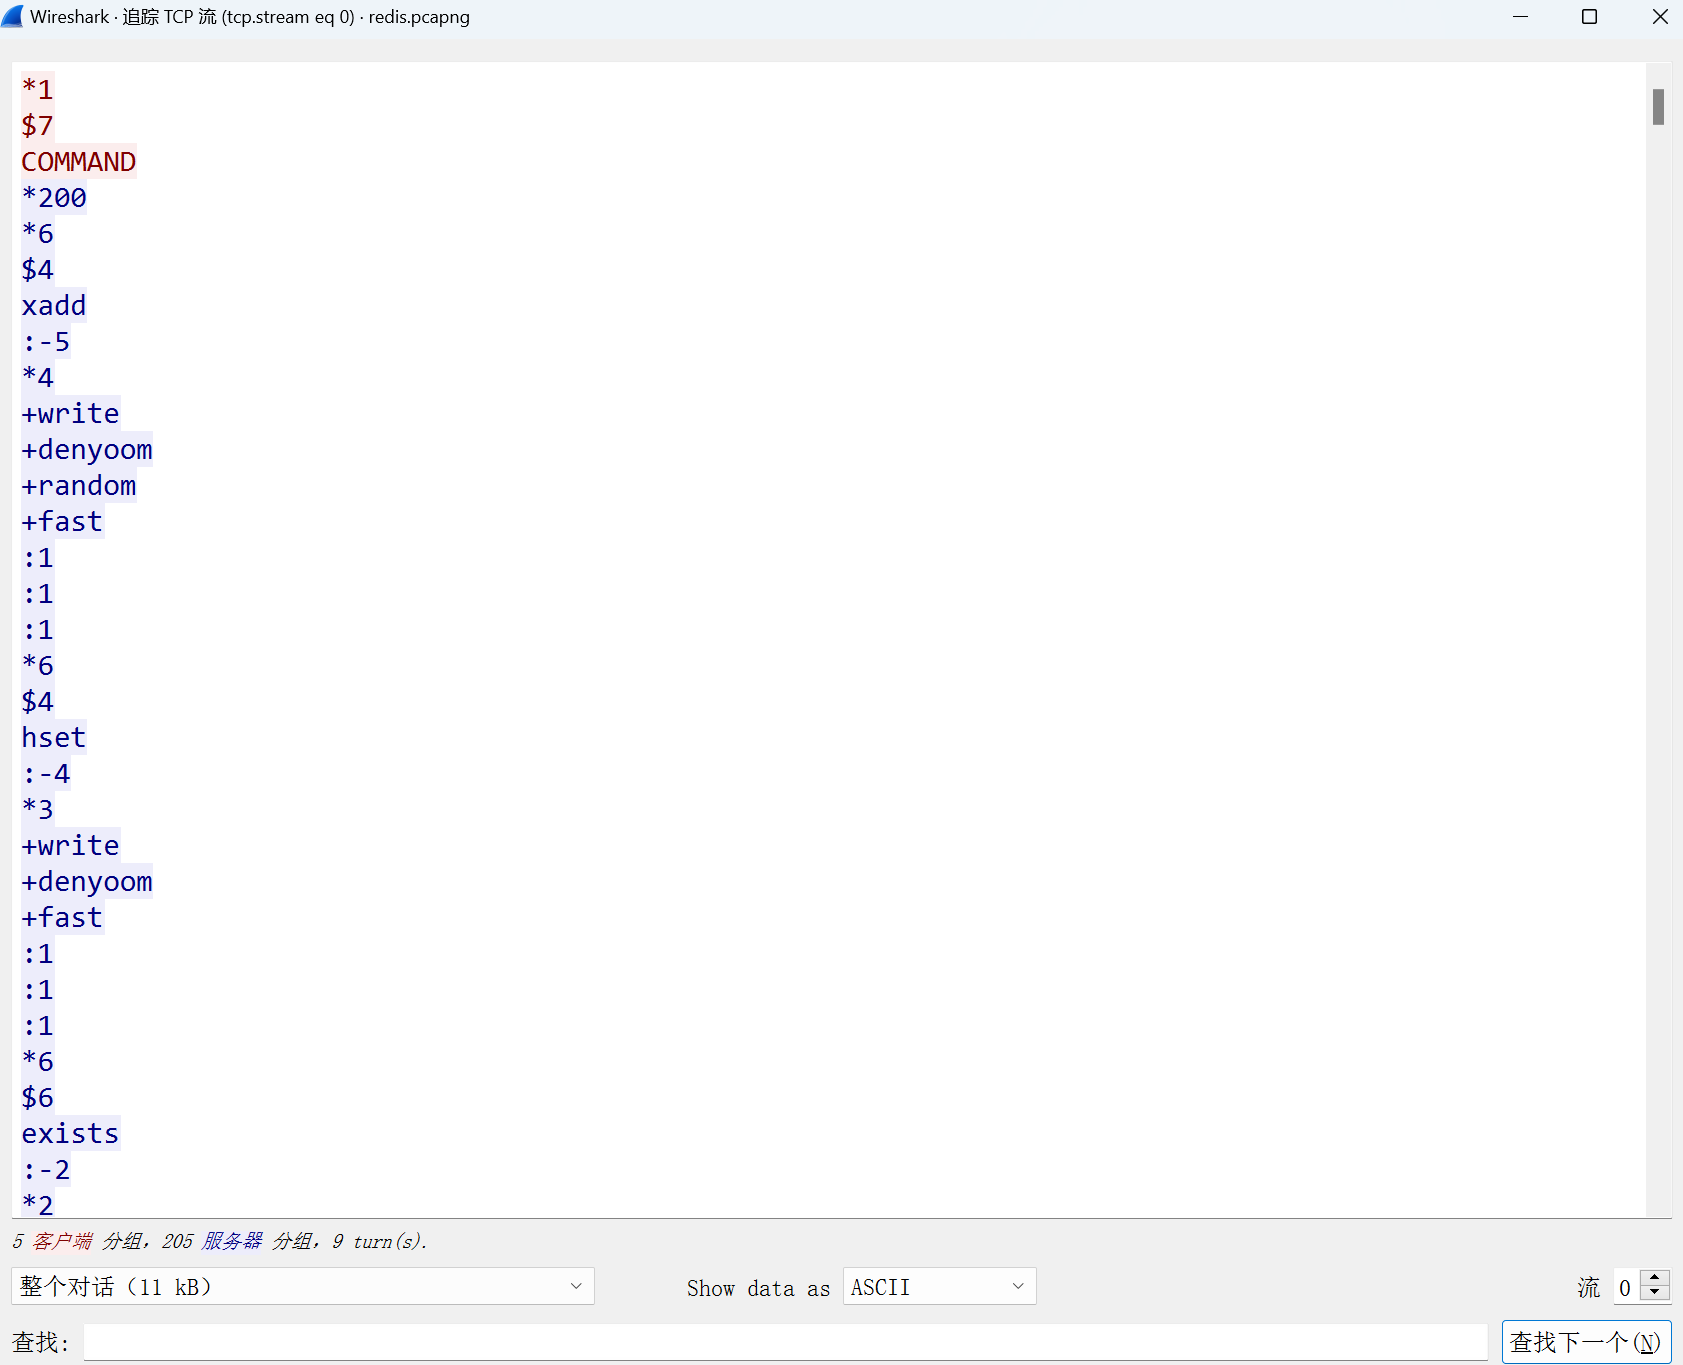 Wireshark · 追踪 TCP 流 (tcp.stream eq 0) · redis.pcapng
*1
$7
COMMAND
*200
*6
$4
xadd
:-5
*4
+write
+denyoom
+random
+fast
:1
:1
:1
*6
$4
hset
:-4
*3
+write
+denyoom
+fast
:1
:1
:1
*6
$6
exists
:-2
*2
5 客户端 分组，205 服务器 分组，9 turn(s).
整个对话（11 kB） Show data as ASCII 流 0
查找: 查找下一个(N)